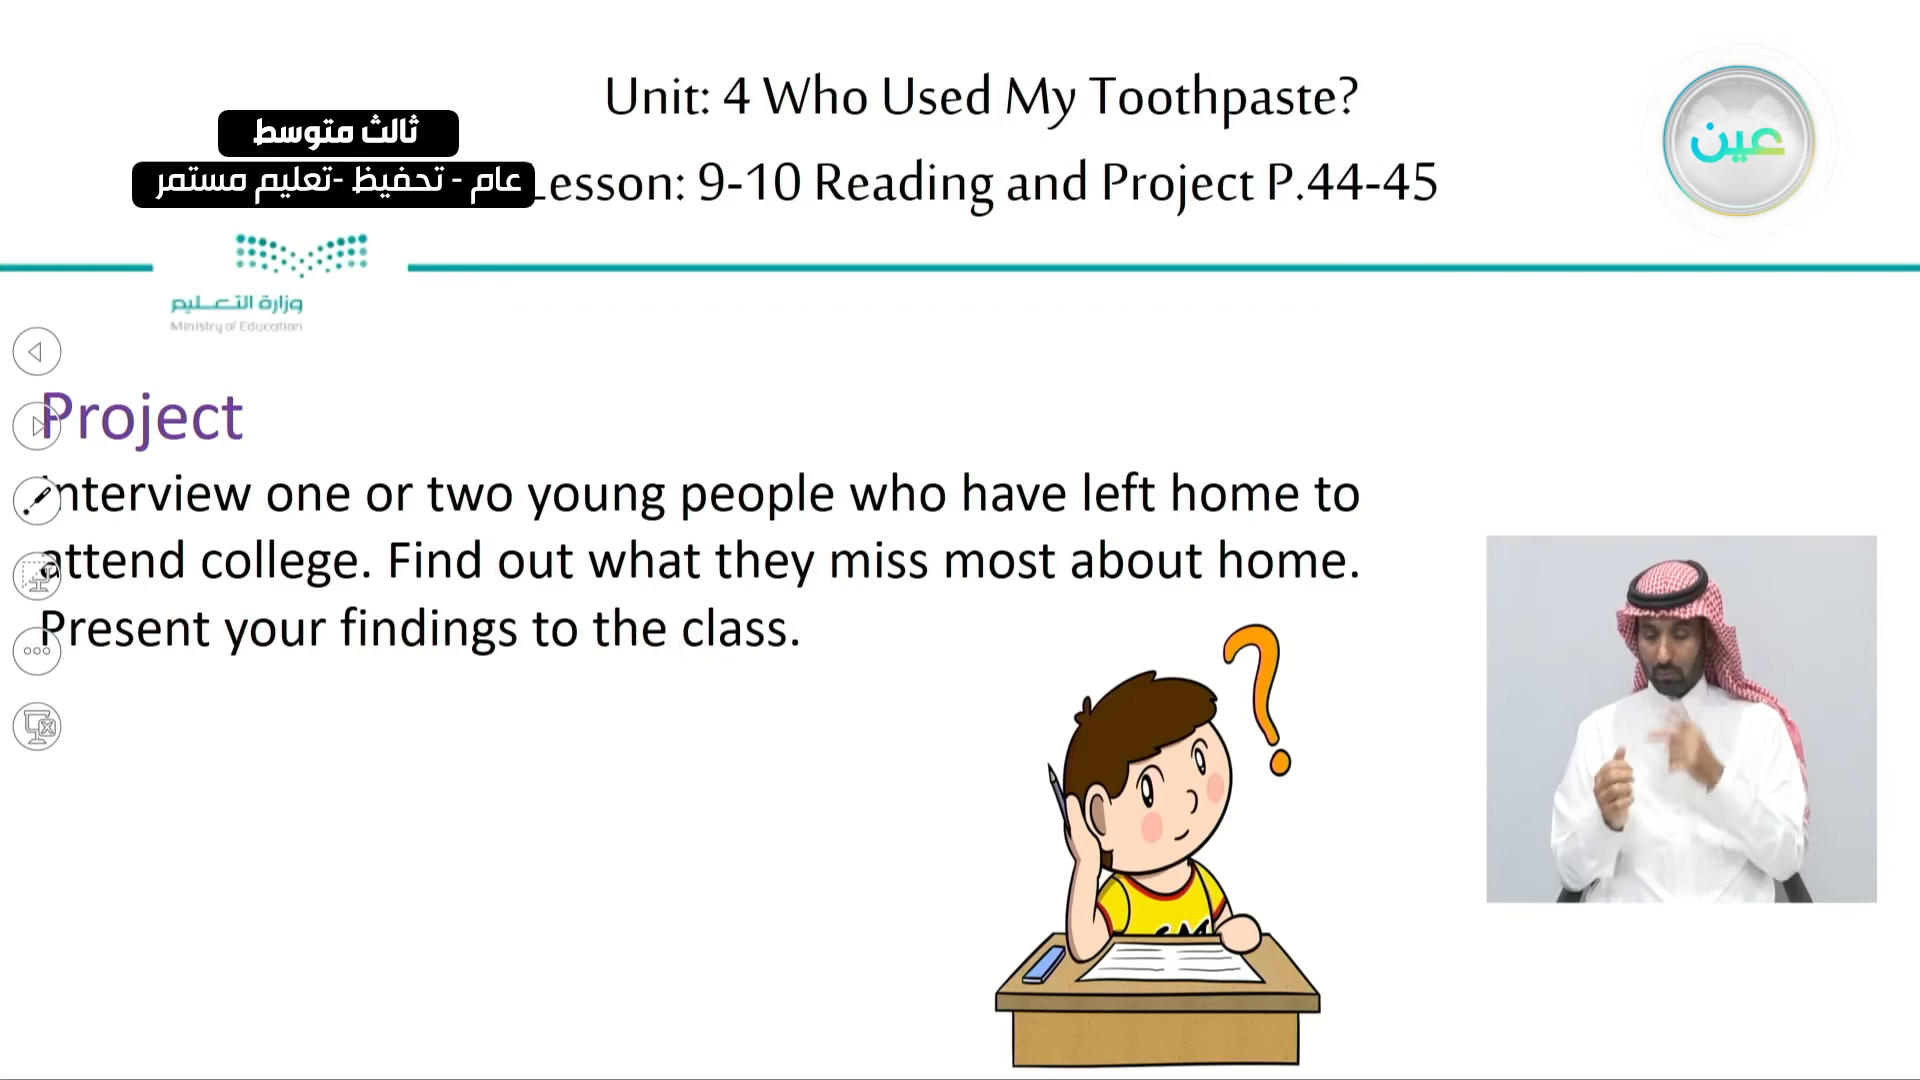 Unit: 4 Who Used My Toothpaste?
ثالث متوسط
عام - تحفيظ -تعليم مستمر
Lesson: 9-10 Reading and Project P.44-45
عين
وزارة التعليم
Ministry of Education
Project
Interview one or two young people who have left home to
attend college. Find out what they miss most about home.
Present your findings to the class.